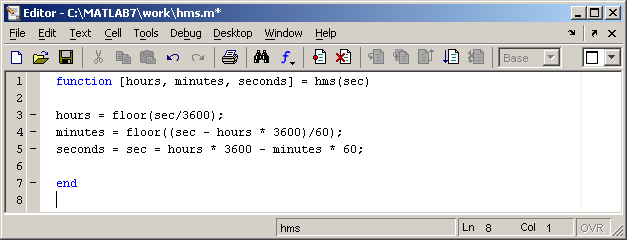 Editor - C:\MATLAB7\work\hms.m*
File Edit Text Cell Tools Debug Desktop Window Help
Base
1 function [hours, minutes, seconds] = hms(sec)
2
3 - hours = floor(sec/3600);
4 - minutes = floor((sec - hours * 3600)/60);
5 - seconds = sec = hours * 3600 - minutes * 60;
6
7 - end
8
hms Ln 8 Col 1 OVR